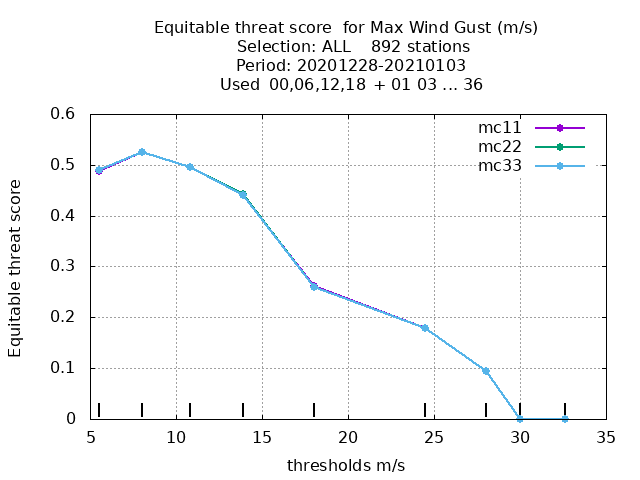 Equitable threat score  for Max Wind Gust (m/s)
Selection: ALL    892 stations
Period: 20201228-20210103
Used  00,06,12,18  + 01 03 ... 36
mc11
mc22
mc33
Equitable threat score
0.6
0.5
0.4
0.3
0.2
0.1
0
5 10 15 20 25 30 35
thresholds m/s